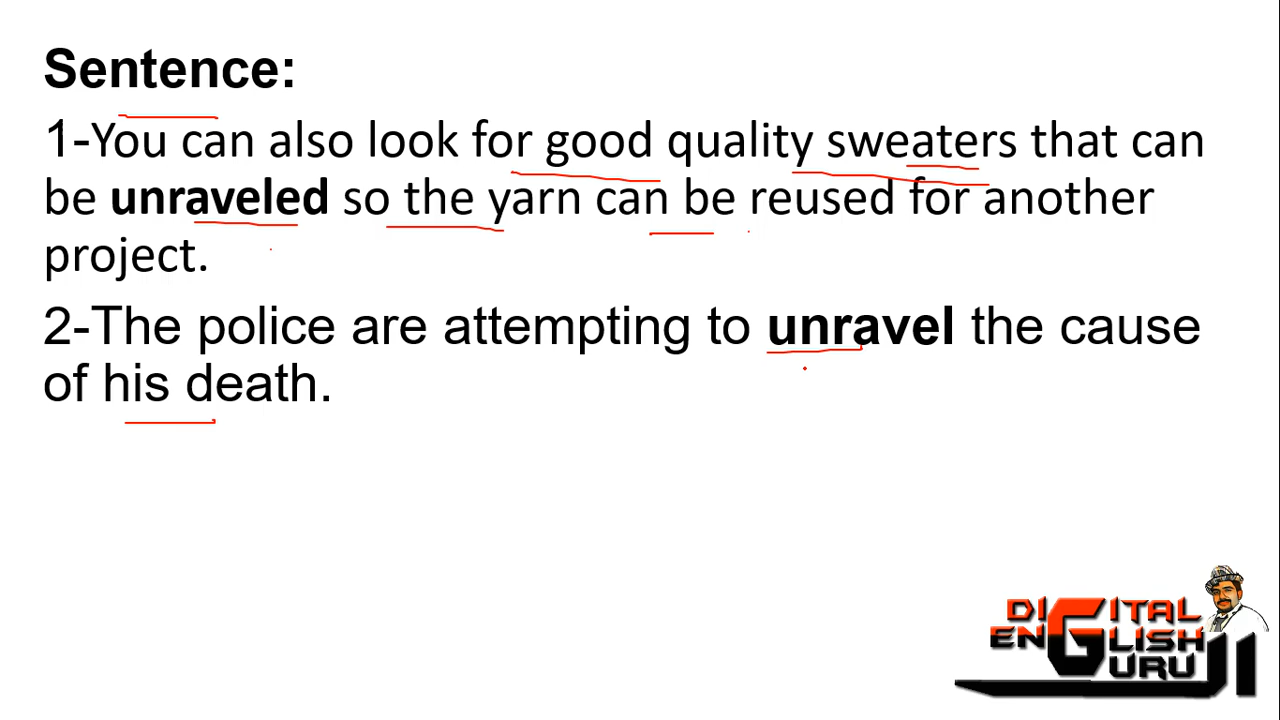 Sentence:
1-You can also look for good quality sweaters that can
be unraveled so the yarn can be reused for another
project.
2-The police are attempting to unravel the cause
of his death.
DIGITAL
ENGLISH
GURUJI